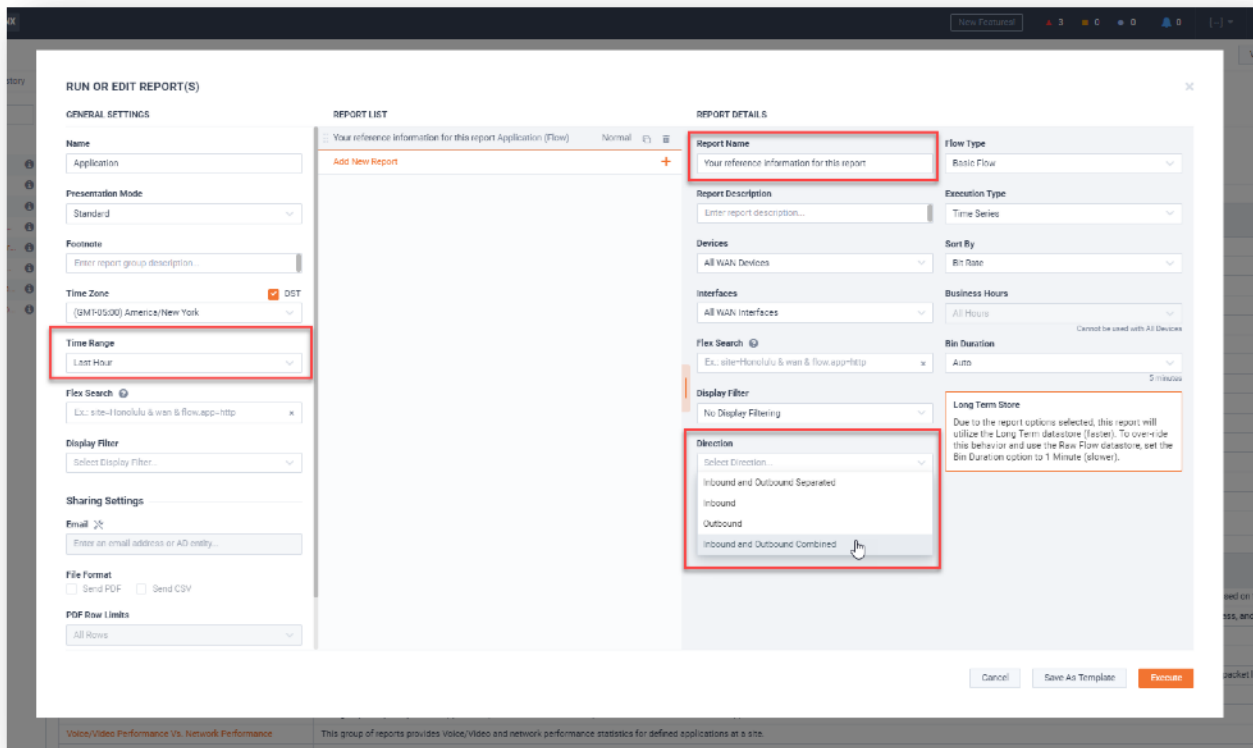 NX
New Features!
3
0
0
0
[--]
story
RUN OR EDIT REPORT(S)
GENERAL SETTINGS
Name
Application
Presentation Mode
Standard
Footnote
Enter report group description...
Time Zone
DST
(GMT-05:00) America/New York
Time Range
Last Hour
Flex Search
Ex.: site=Honolulu & wan & flow.app=http
Display Filter
Select Display Filter...
Sharing Settings
Email
Enter an email address or AD entity...
File Format
Send PDF
Send CSV
PDF Row Limits
All Rows
REPORT LIST
Your reference information for this report Application (Flow)
Normal
Add New Report
REPORT DETAILS
Report Name
Your reference information for this report
Report Description
Enter report description...
Devices
All WAN Devices
Interfaces
All WAN Interfaces
Flex Search
Ex.: site=Honolulu & wan & flow.app=http
Display Filter
No Display Filtering
Direction
Select Direction...
Inbound and Outbound Separated
Inbound
Outbound
Inbound and Outbound Combined
Flow Type
Basic Flow
Execution Type
Time Series
Sort By
Bit Rate
Business Hours
All Hours
Cannot be used with All Devices
Bin Duration
Auto
5 minutes
Long Term Store
Due to the report options selected, this report will
utilize the Long Term datastore (faster). To over-ride
this behavior and use the Raw Flow datastore, set the
Bin Duration option to 1 Minute (slower).
Cancel
Save As Template
Execute
Voice/Video Performance Vs. Network Performance
This group of reports provides Voice/Video and network performance statistics for defined applications at a site.